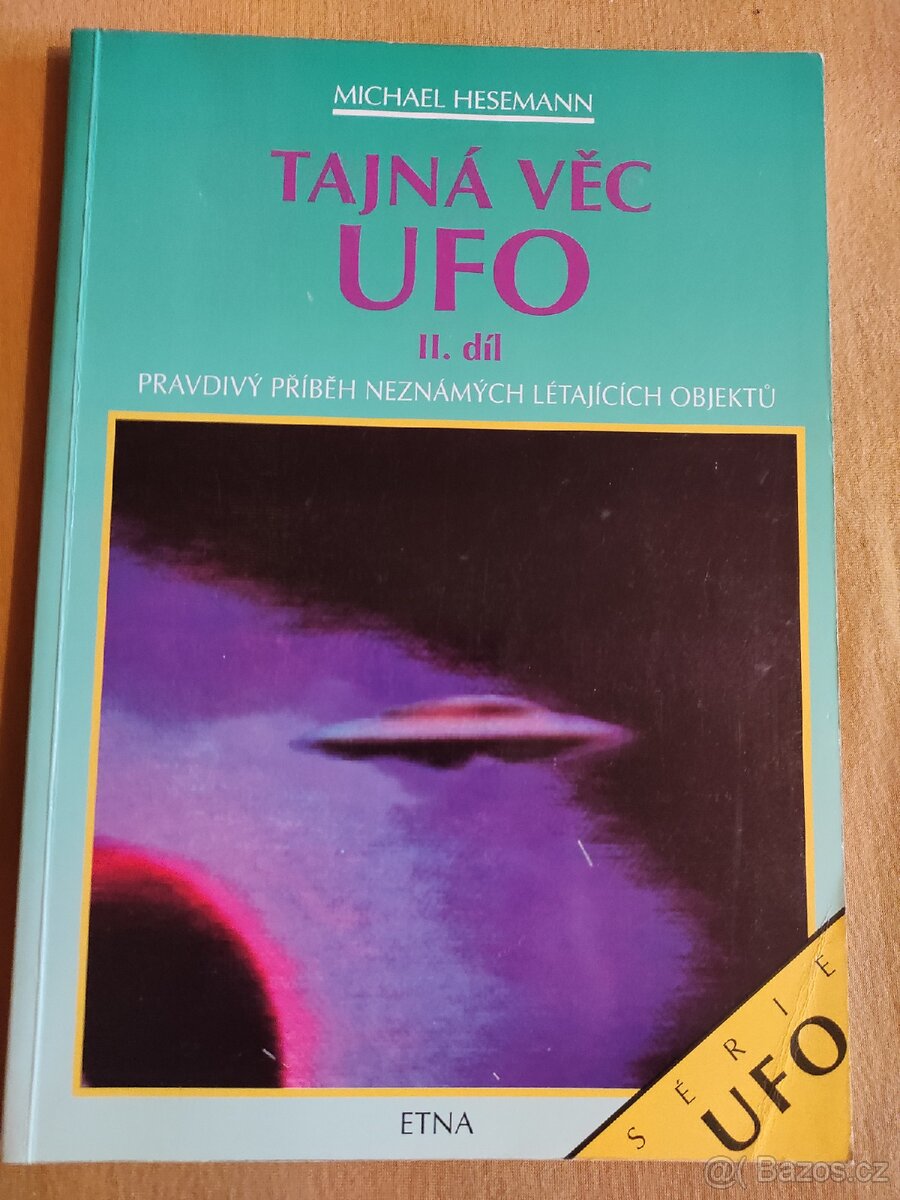 MICHAEL HESEMANN
TAJNÁ VĚC
UFO
II. díl
PRAVDIVÝ PŘÍBĚH NEZNÁMÝCH LÉTAJÍCÍCH OBJEKTŮ
SÉRIE
UFO
ETNA
@( Bazos.cz